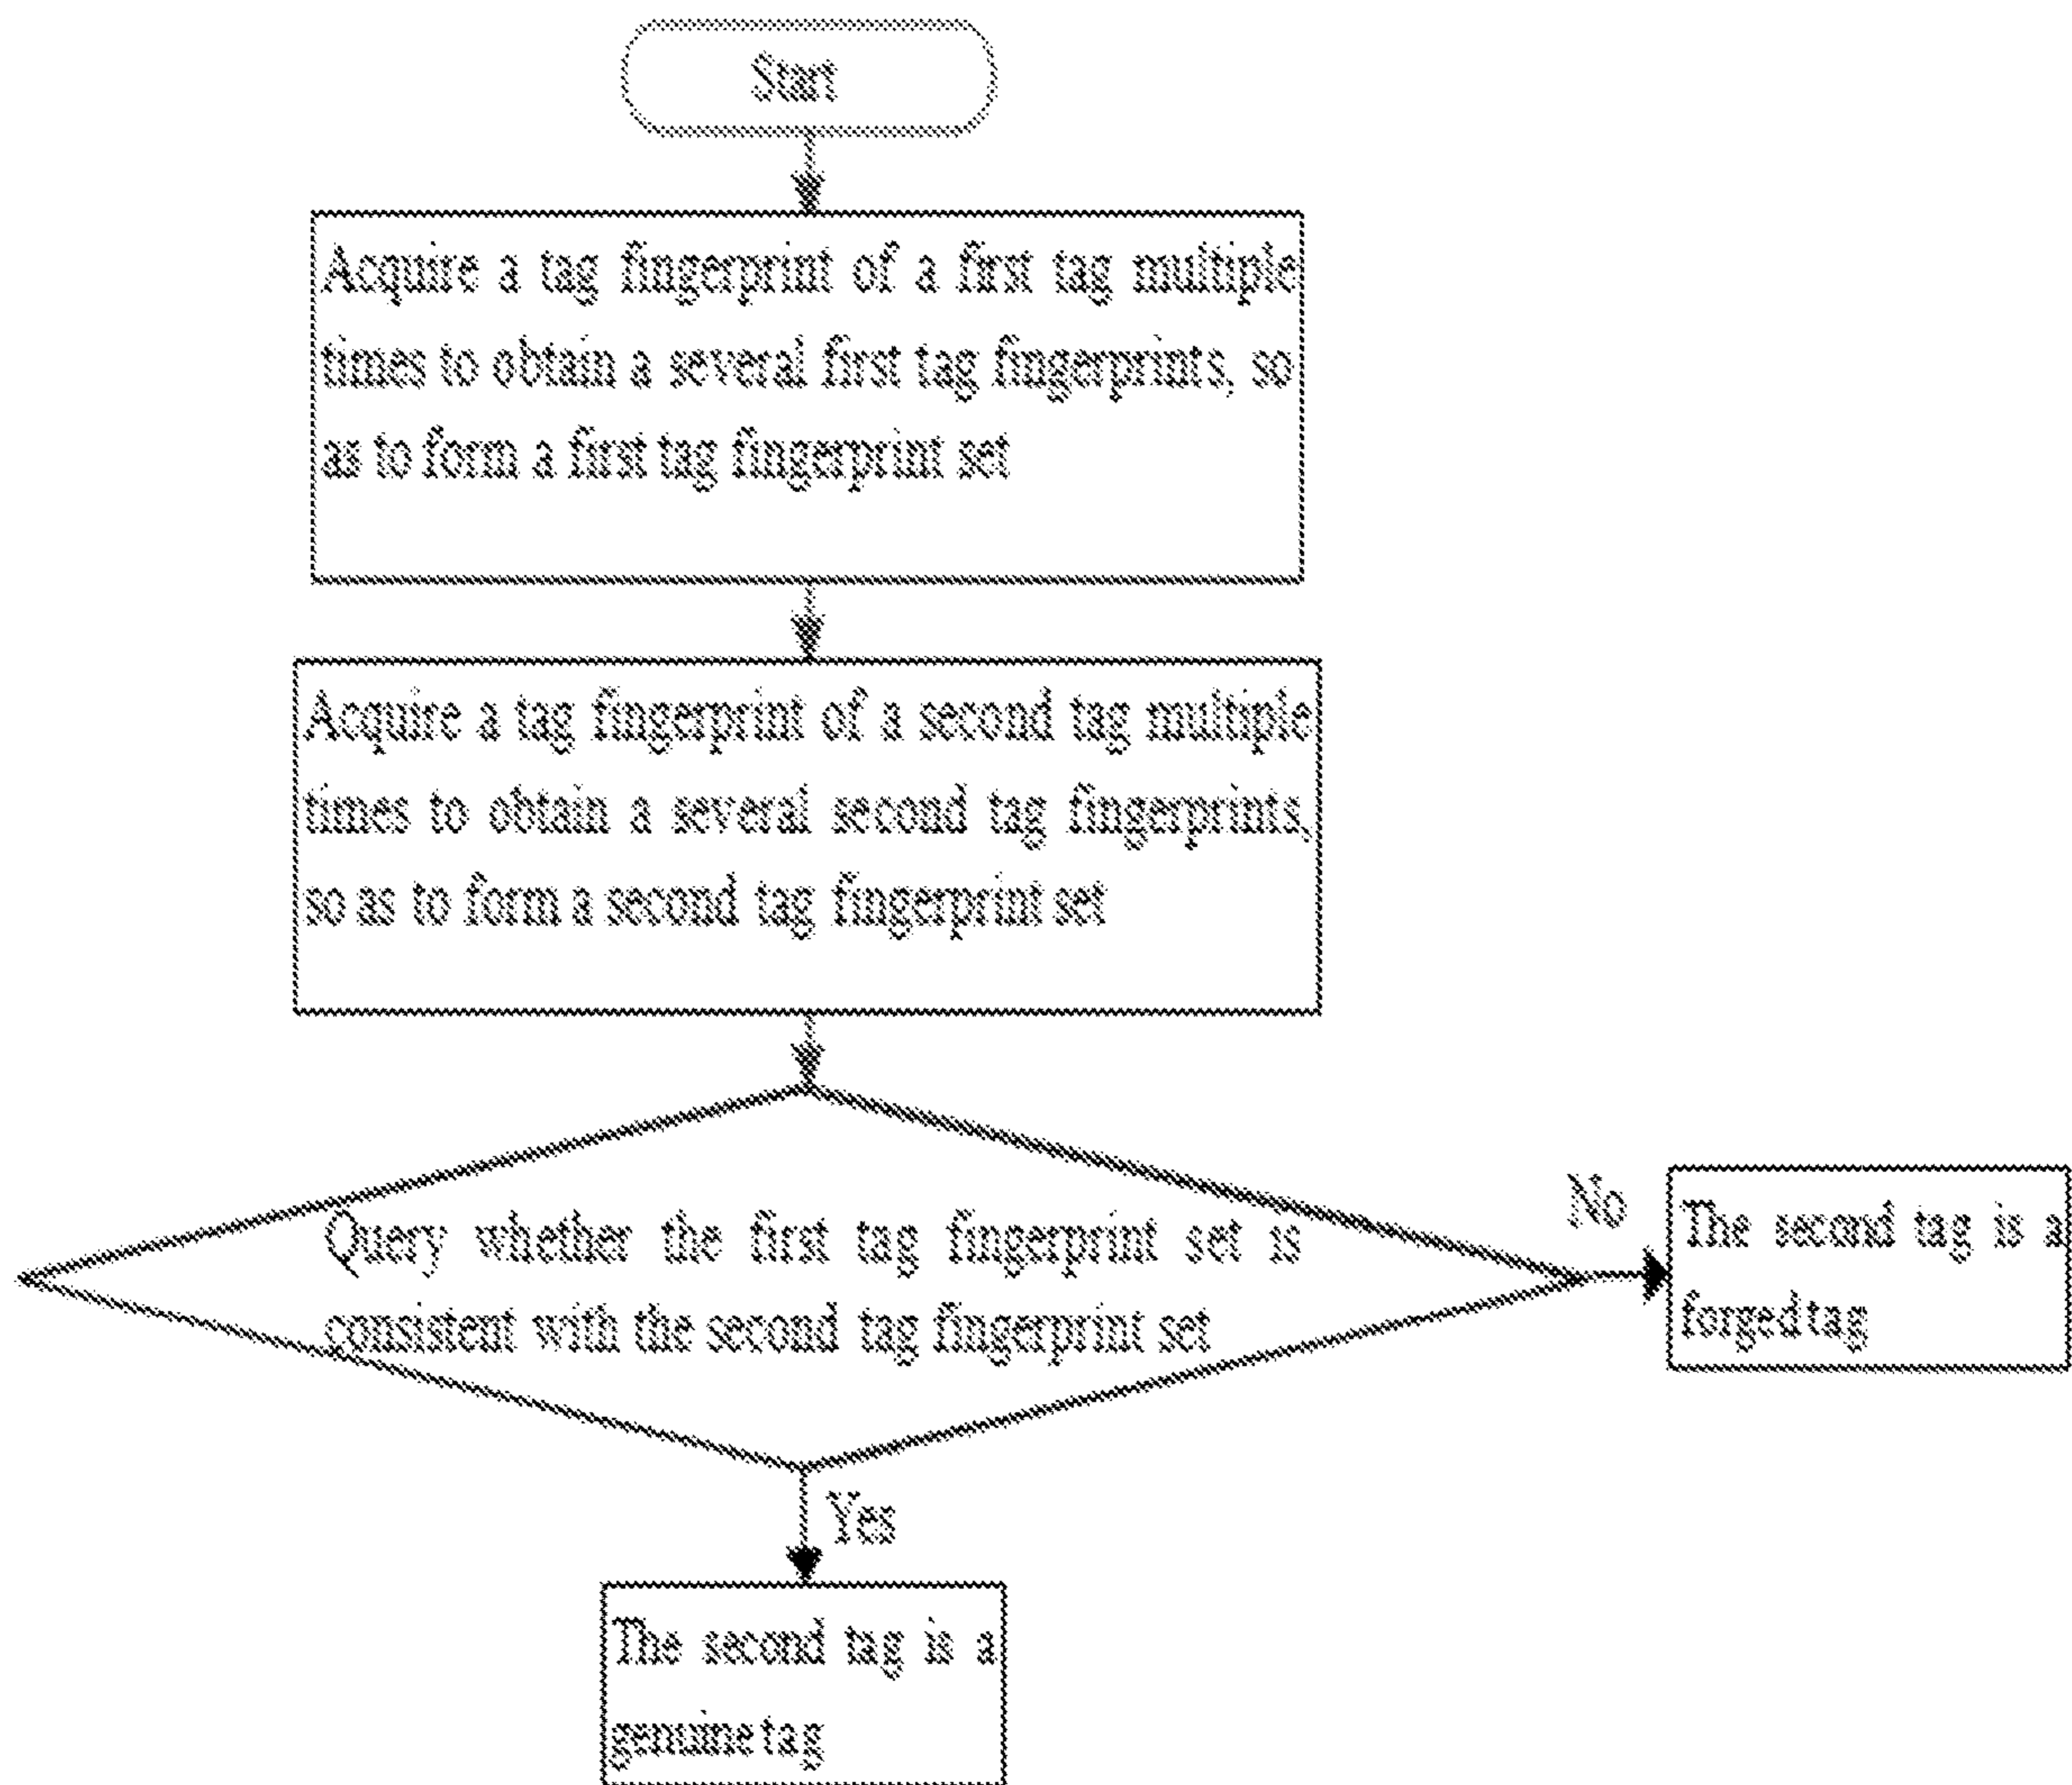 Start
Acquire a tag fingerprint of a first tag multiple
times to obtain a several first tag fingerprints, so
as to form a first tag fingerprint set
Acquire a tag fingerprint of a second tag multiple
times to obtain a several second tag fingerprints,
so as to form a second tag fingerprint set
Query whether the first tag fingerprint set is
consistent with the second tag fingerprint set
No
The second tag is a
forged tag
Yes
The second tag is a
genuine tag